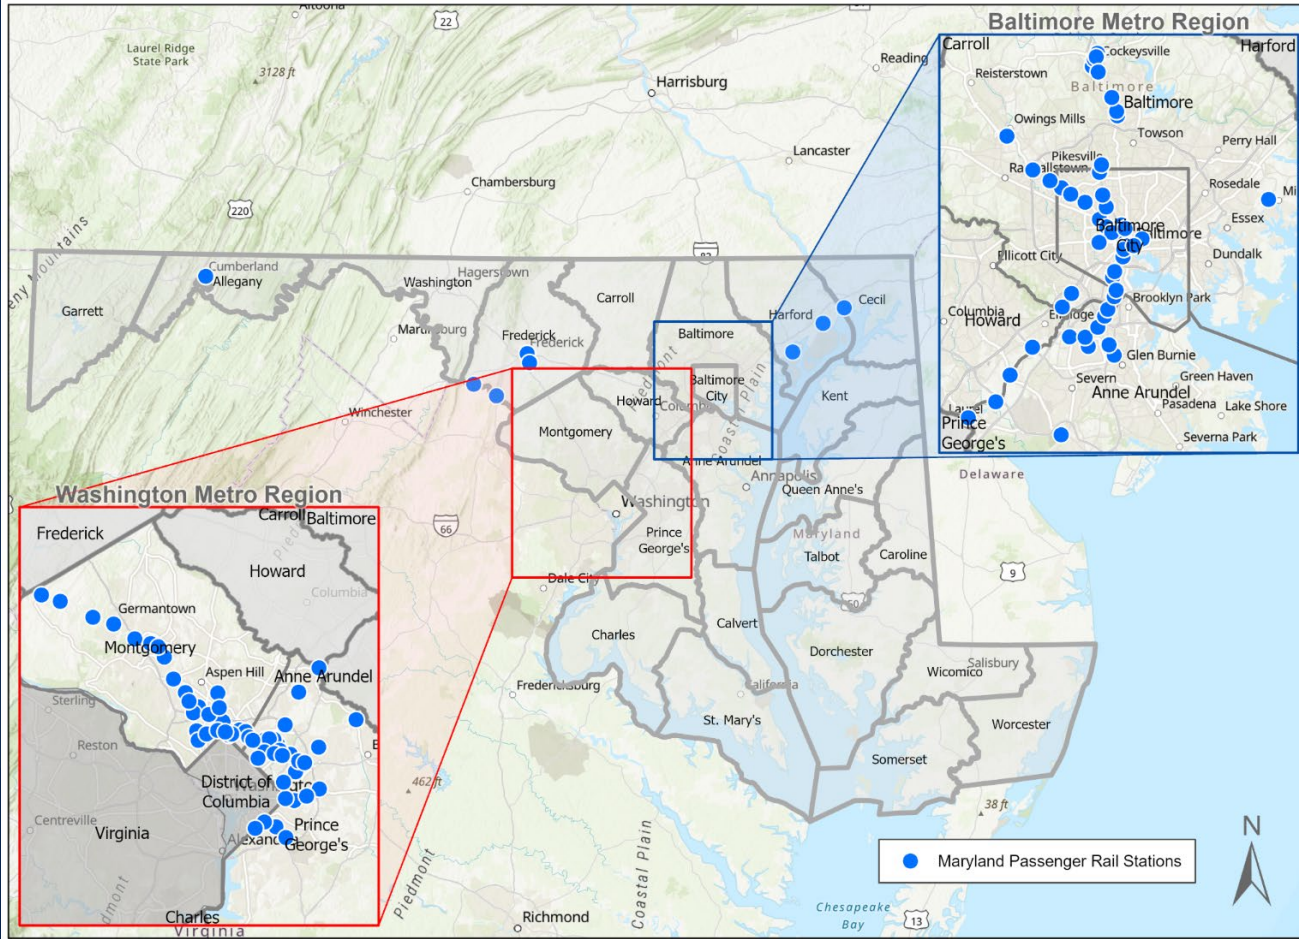 Altoona
22
Baltimore Metro Region
Laurel Ridge
State Park
3128 ft
Harrisburg
Reading
Carroll
Cockeysville
Harford
Reisterstown
Baltimore
Baltimore
Owings Mills
Towson
Perry Hall
Lancaster
Pikesville
Chambersburg
Rosedale
Essex
220
Baltimore
City
Dundalk
Ellicott City
Brooklyn Park
Columbia
Howard
Glen Burnie
Severn
Green Haven
Anne Arundel
Pasadena
Lake Shore
Laurel
Prince
George's
Severna Park
Cumberland
Allegany
Garrett
Washington
Hagerstown
Carroll
Harford
Cecil
Frederick
Frederick
Baltimore
Piedmont
Baltimore
City
Kent
Winchester
Howard
Coastal Plain
Montgomery
Anne Arundel
Annapolis
Queen Anne's
Delaware
Washington
Maryland
Talbot
Caroline
Prince
George's
66
9
50
Dale City
Charles
Calvert
Dorchester
Wicomico
Salisbury
Fredericksburg
California
St. Mary's
Worcester
Somerset
462 ft
38 ft
Washington Metro Region
Frederick
Carroll
Baltimore
Howard
Columbia
Germantown
Montgomery
Aspen Hill
Anne Arundel
Sterling
Reston
District of
Columbia
Centreville
Virginia
Prince
George's
Charles
Virginia
Piedmont
Coastal Plain
Richmond
Chesapeake
Bay
13
N
Maryland Passenger Rail Stations